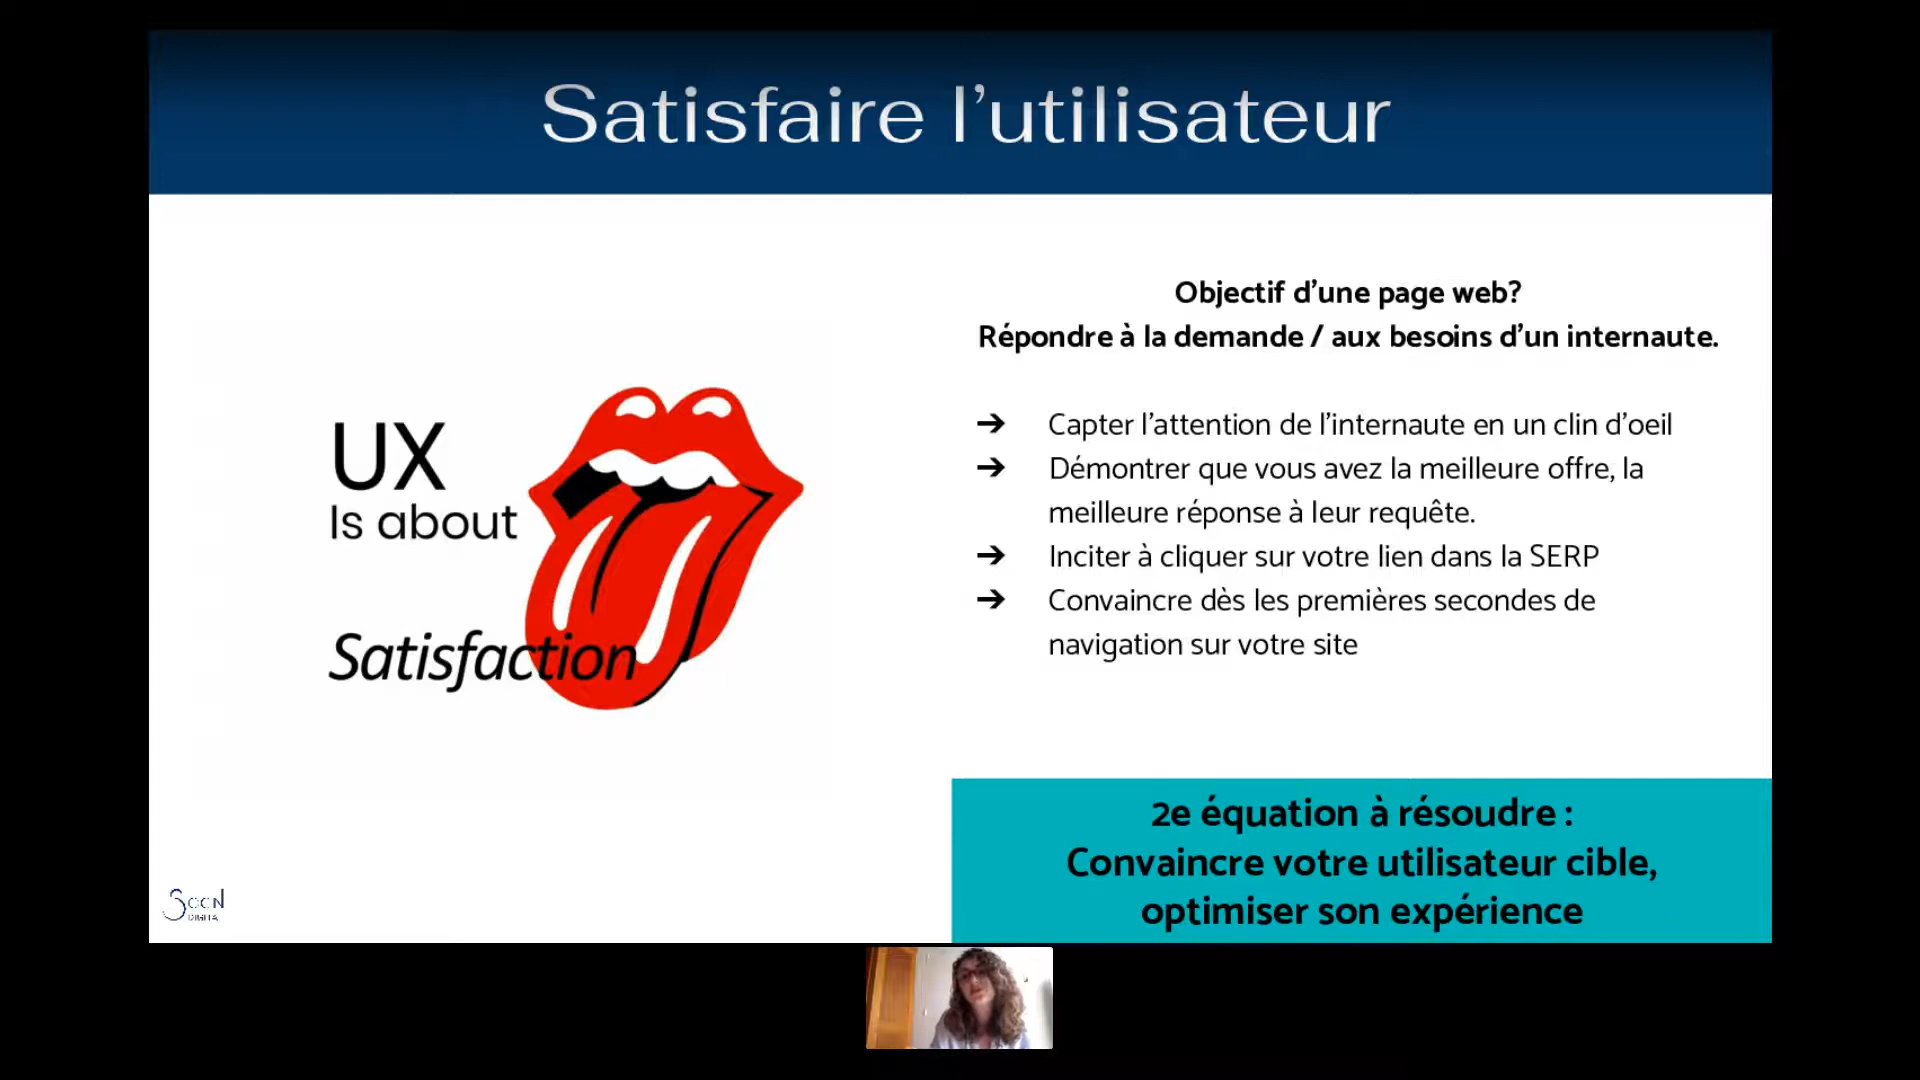 Satisfaire l’utilisateur
UX
Is about
Satisfaction
Objectif d’une page web?
Répondre à la demande / aux besoins d’un internaute.
➔ Capter l’attention de l’internaute en un clin d’oeil
➔ Démontrer que vous avez la meilleure offre, la
meilleure réponse à leur requête.
➔ Inciter à cliquer sur votre lien dans la SERP
➔ Convaincre dès les premières secondes de
navigation sur votre site
2e équation à résoudre :
Convaincre votre utilisateur cible,
optimiser son expérience